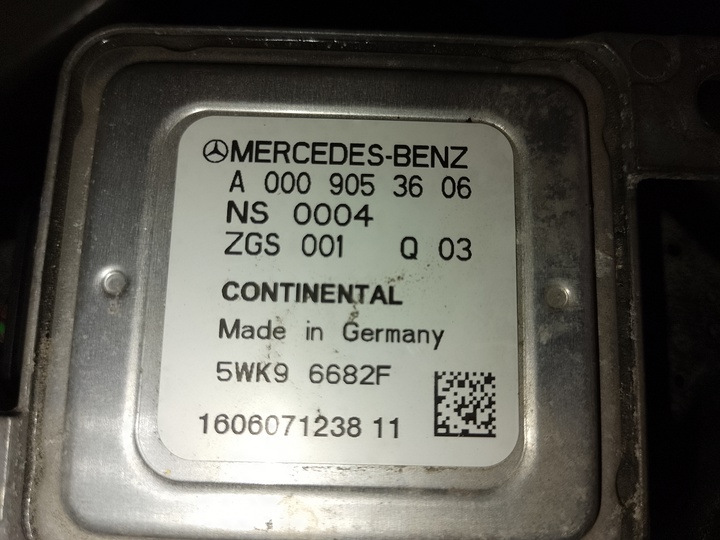 MERCEDES-BENZ
A 000 905 36 06
NS 0004
ZGS 001 Q 03
CONTINENTAL
Made in Germany
5WK9 6682F
1606071238 11